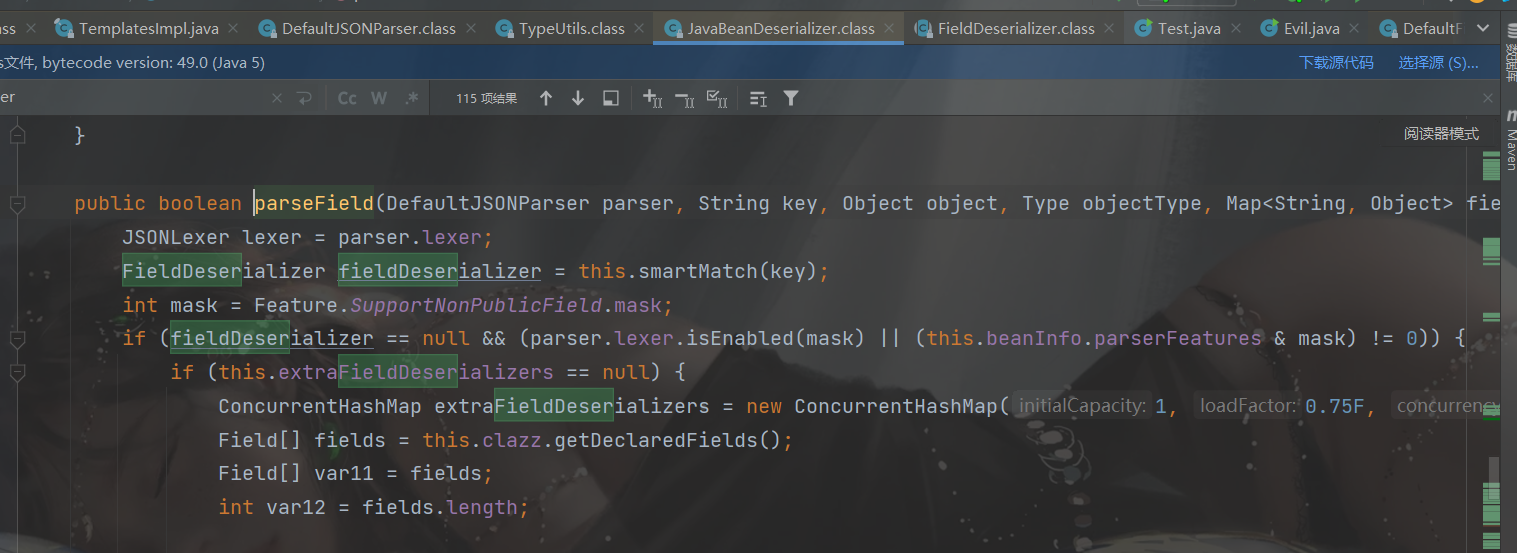 ass TemplatesImpl.java DefaultJSONParser.class TypeUtils.class JavaBeanDeserializer.class FieldDeserializer.class Test.java Evil.java DefaultF
s文件, bytecode version: 49.0 (Java 5) 下载源代码 选择源 (S)...
er Cc W .* 115 项结果
数据库
Maven
阅读器模式
}
public boolean parseField(DefaultJSONParser parser, String key, Object object, Type objectType, Map<String, Object> fie
JSONLexer lexer = parser.lexer;
FieldDeserializer fieldDeserializer = this.smartMatch(key);
int mask = Feature.SupportNonPublicField.mask;
if (fieldDeserializer == null && (parser.lexer.isEnabled(mask) || (this.beanInfo.parserFeatures & mask) != 0)) {
if (this.extraFieldDeserializers == null) {
ConcurrentHashMap extraFieldDeserializers = new ConcurrentHashMap( initialCapacity: 1, loadFactor: 0.75F, concurrency
Field[] fields = this.clazz.getDeclaredFields();
Field[] var11 = fields;
int var12 = fields.length;